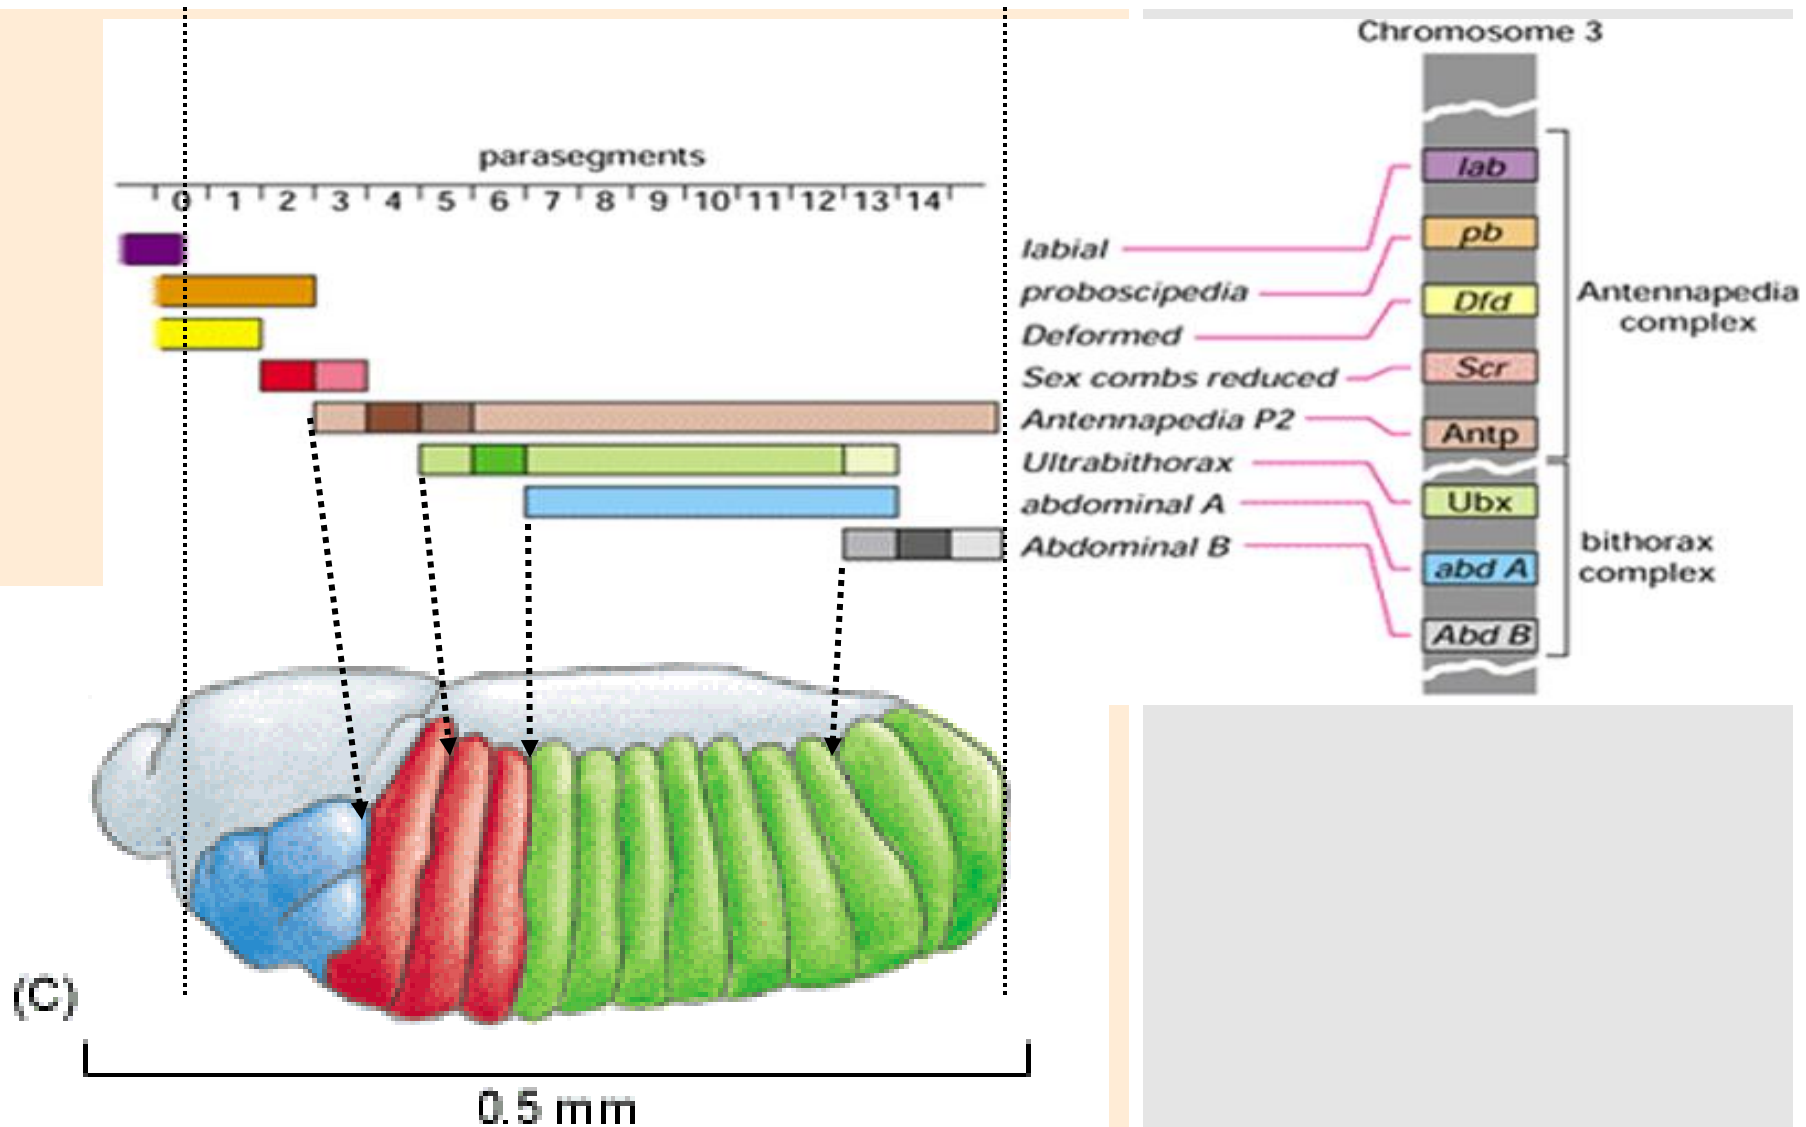 Chromosome 3
parasegments
0 1 2 3 4 5 6 7 8 9 10 11 12 13 14
labial
proboscipedia
Deformed
Sex combs reduced
Antennapedia P2
Ultrabithorax
abdominal A
Abdominal B
lab
pb
Dfd
Scr
Antp
Ubx
abd A
Abd B
Antennapedia
complex
bithorax
complex
(C)
0.5 mm